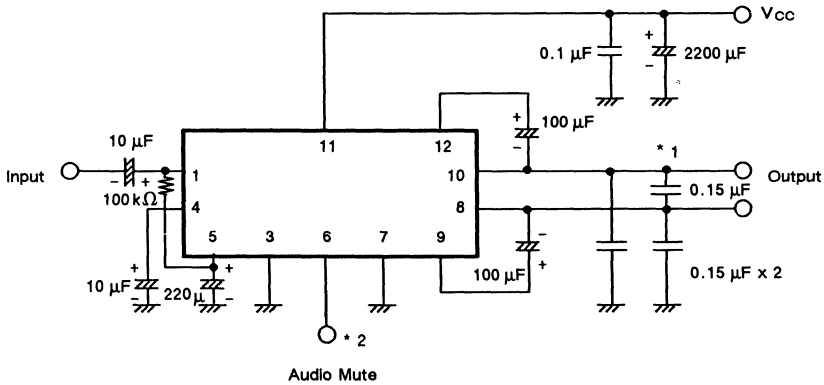 VCC
+
0.1 µF
2200 µF
-
+
100 µF
-
10 µF
11
12
* 1
Input
- +
1
10
Output
100 kΩ
0.15 µF
4
8
5
3
6
7
9
-
100 µF
+
0.15 µF x 2
+
10 µF
-
+
220 µ
-
* 2
Audio Mute